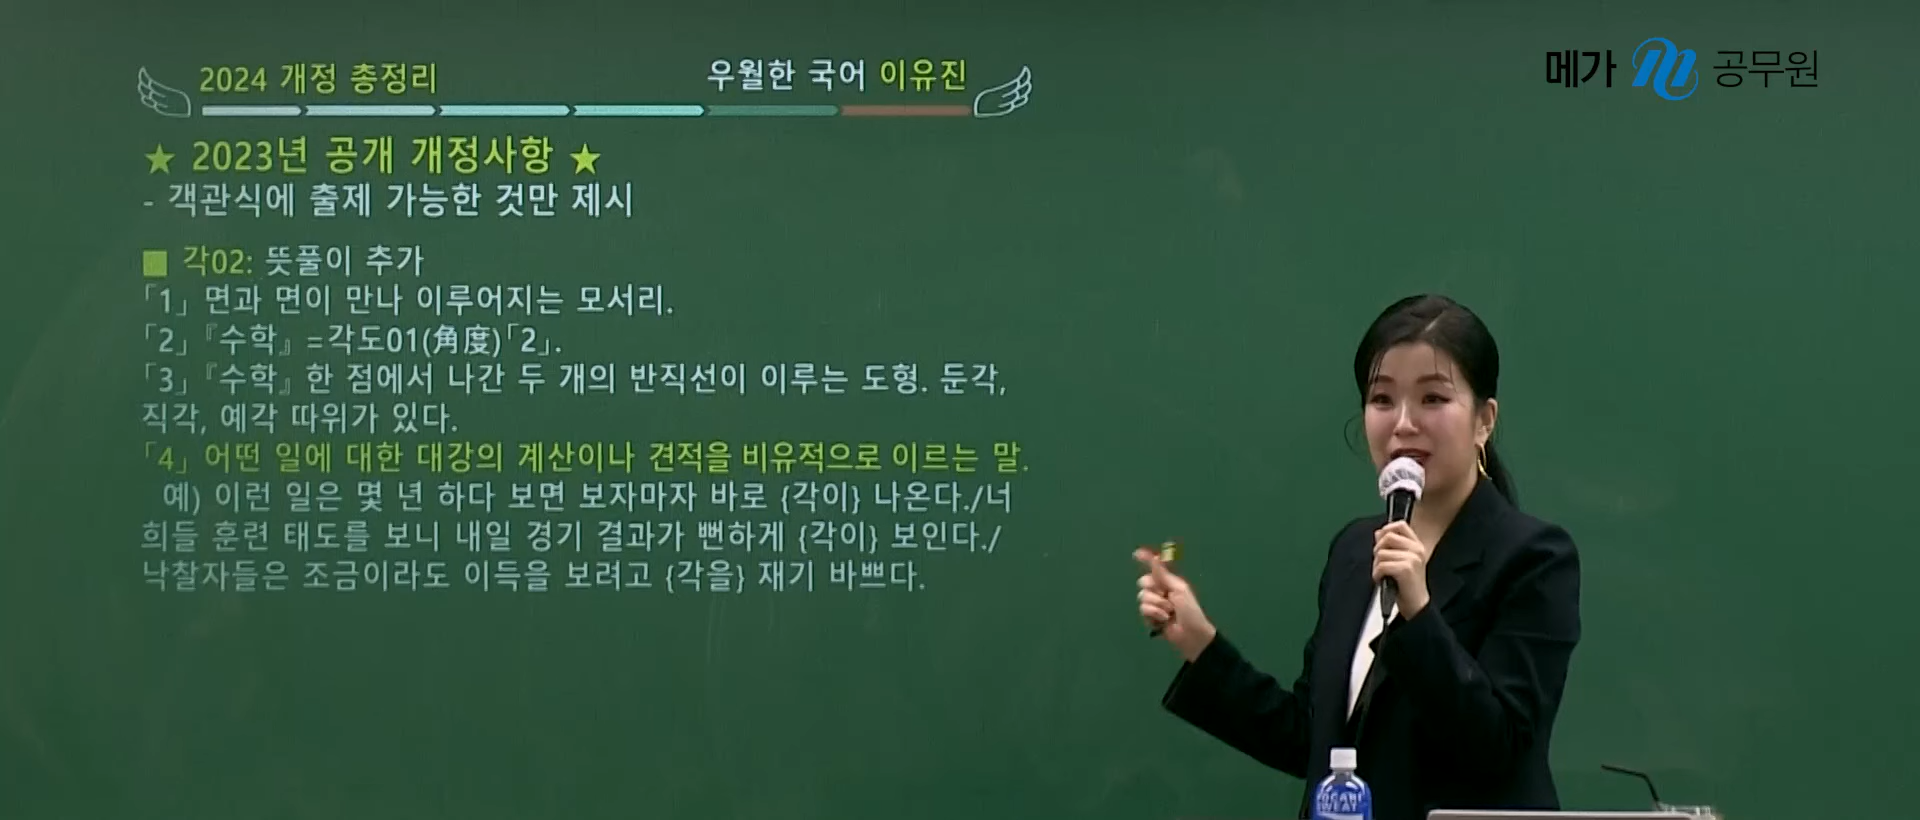 2024 개정 총정리
우월한 국어 이유진
메가 공무원
★ 2023년 공개 개정사항 ★
- 객관식에 출제 가능한 것만 제시
■ 각02: 뜻풀이 추가
「1」 면과 면이 만나 이루어지는 모서리.
「2」『수학』 =각도01(角度)「2」.
「3」『수학』 한 점에서 나간 두 개의 반직선이 이루는 도형. 둔각,
직각, 예각 따위가 있다.
「4」 어떤 일에 대한 대강의 계산이나 견적을 비유적으로 이르는 말.
예) 이런 일은 몇 년 하다 보면 보자마자 바로 {각이} 나온다./너
희들 훈련 태도를 보니 내일 경기 결과가 뻔하게 {각이} 보인다./
낙찰자들은 조금이라도 이득을 보려고 {각을} 재기 바쁘다.
POCARI
SWEAT